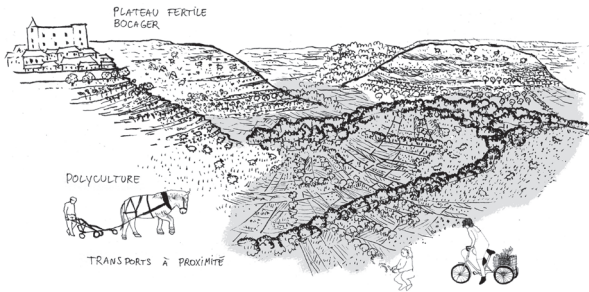 PLATEAU FERTILE
BOCAGER
POLYCULTURE
TRANSPORTS À PROXIMITÉ